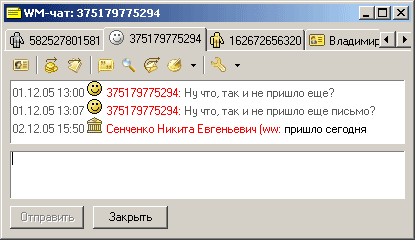 WM-чат: 375179775294
582527801581 375179775294 162672656320 Владимир
01.12.05 13:00 375179775294: Ну что, так и не пришло еще?
01.12.05 13:07 375179775294: Ну что, так и не пришло еще письмо?
02.12.05 15:50 Сенченко Никита Евгеньевич (ww: пришло сегодня
Отправить Закрыть